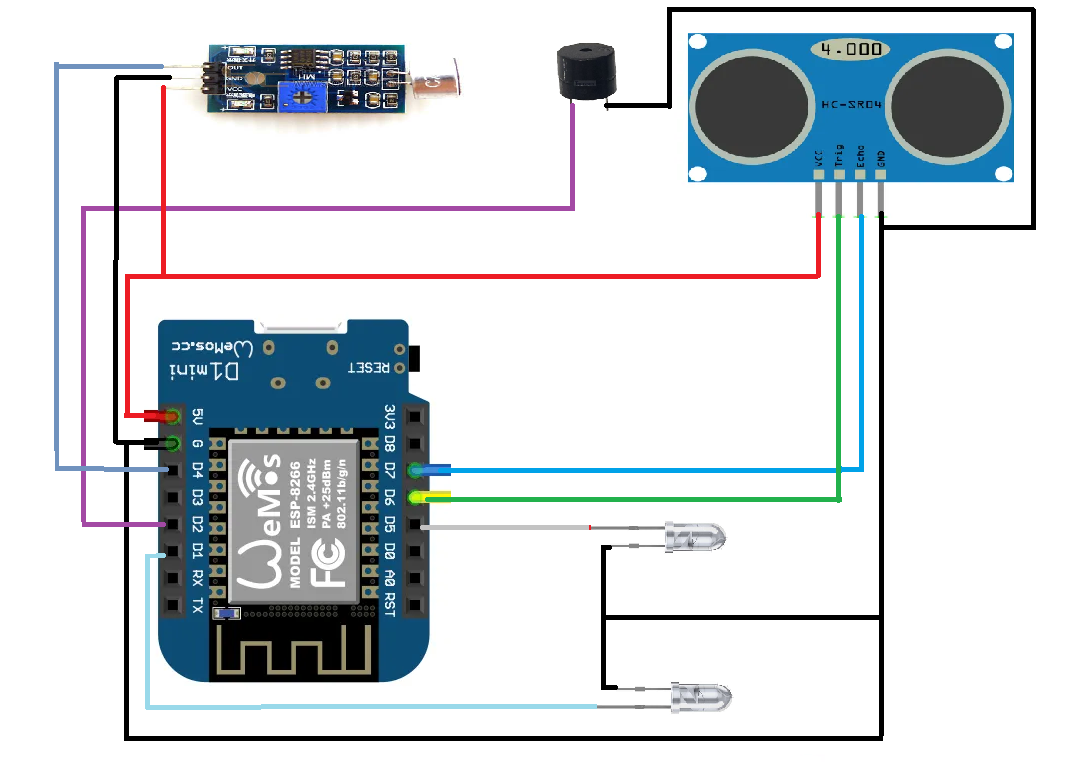 OUT
GND
VCC
MH
4.000
HC-SR04
VCC
Trig
Echo
GND
WeMos.cc
D1mini
RESET
5V
G
D4
D3
D2
D1
RX
TX
3V3
D8
D7
D6
D5
D0
A0
RST
WeMos
MODEL ESP-8266
ISM 2.4GHz
PA +25dBm
802.11b/g/n
FC